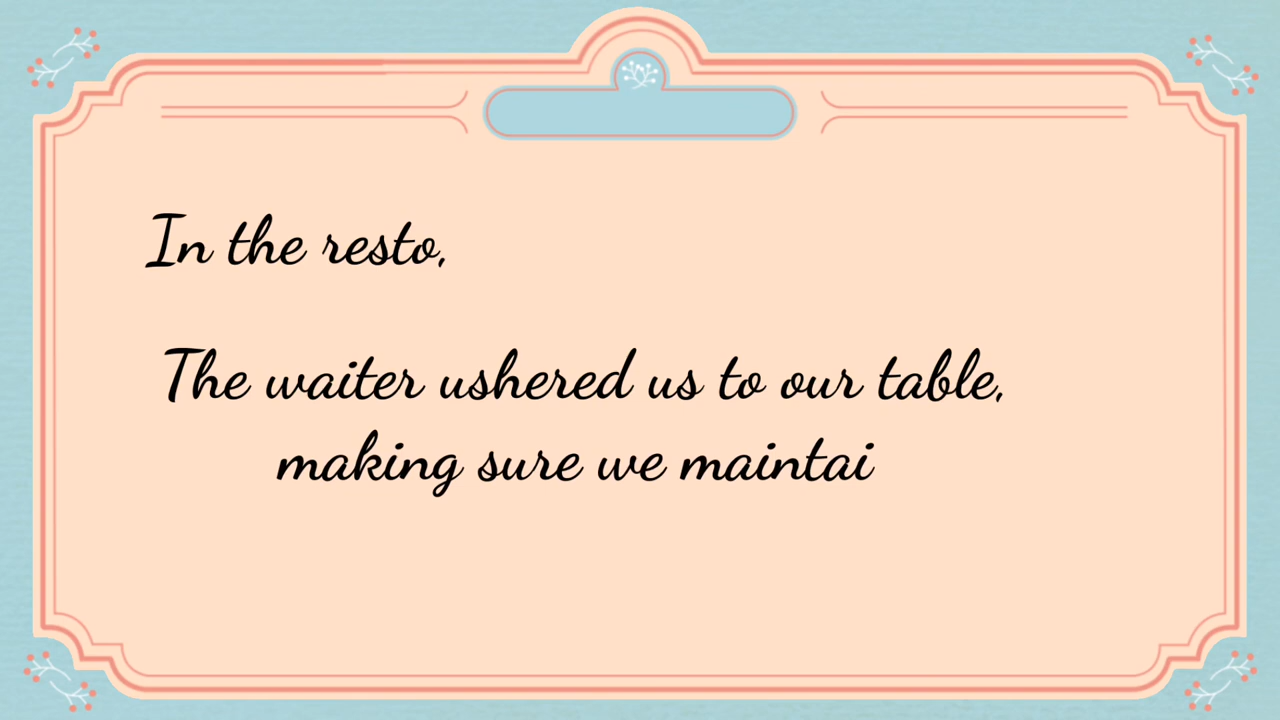 In the resto,
The waiter ushered us to our table,
making sure we maintai